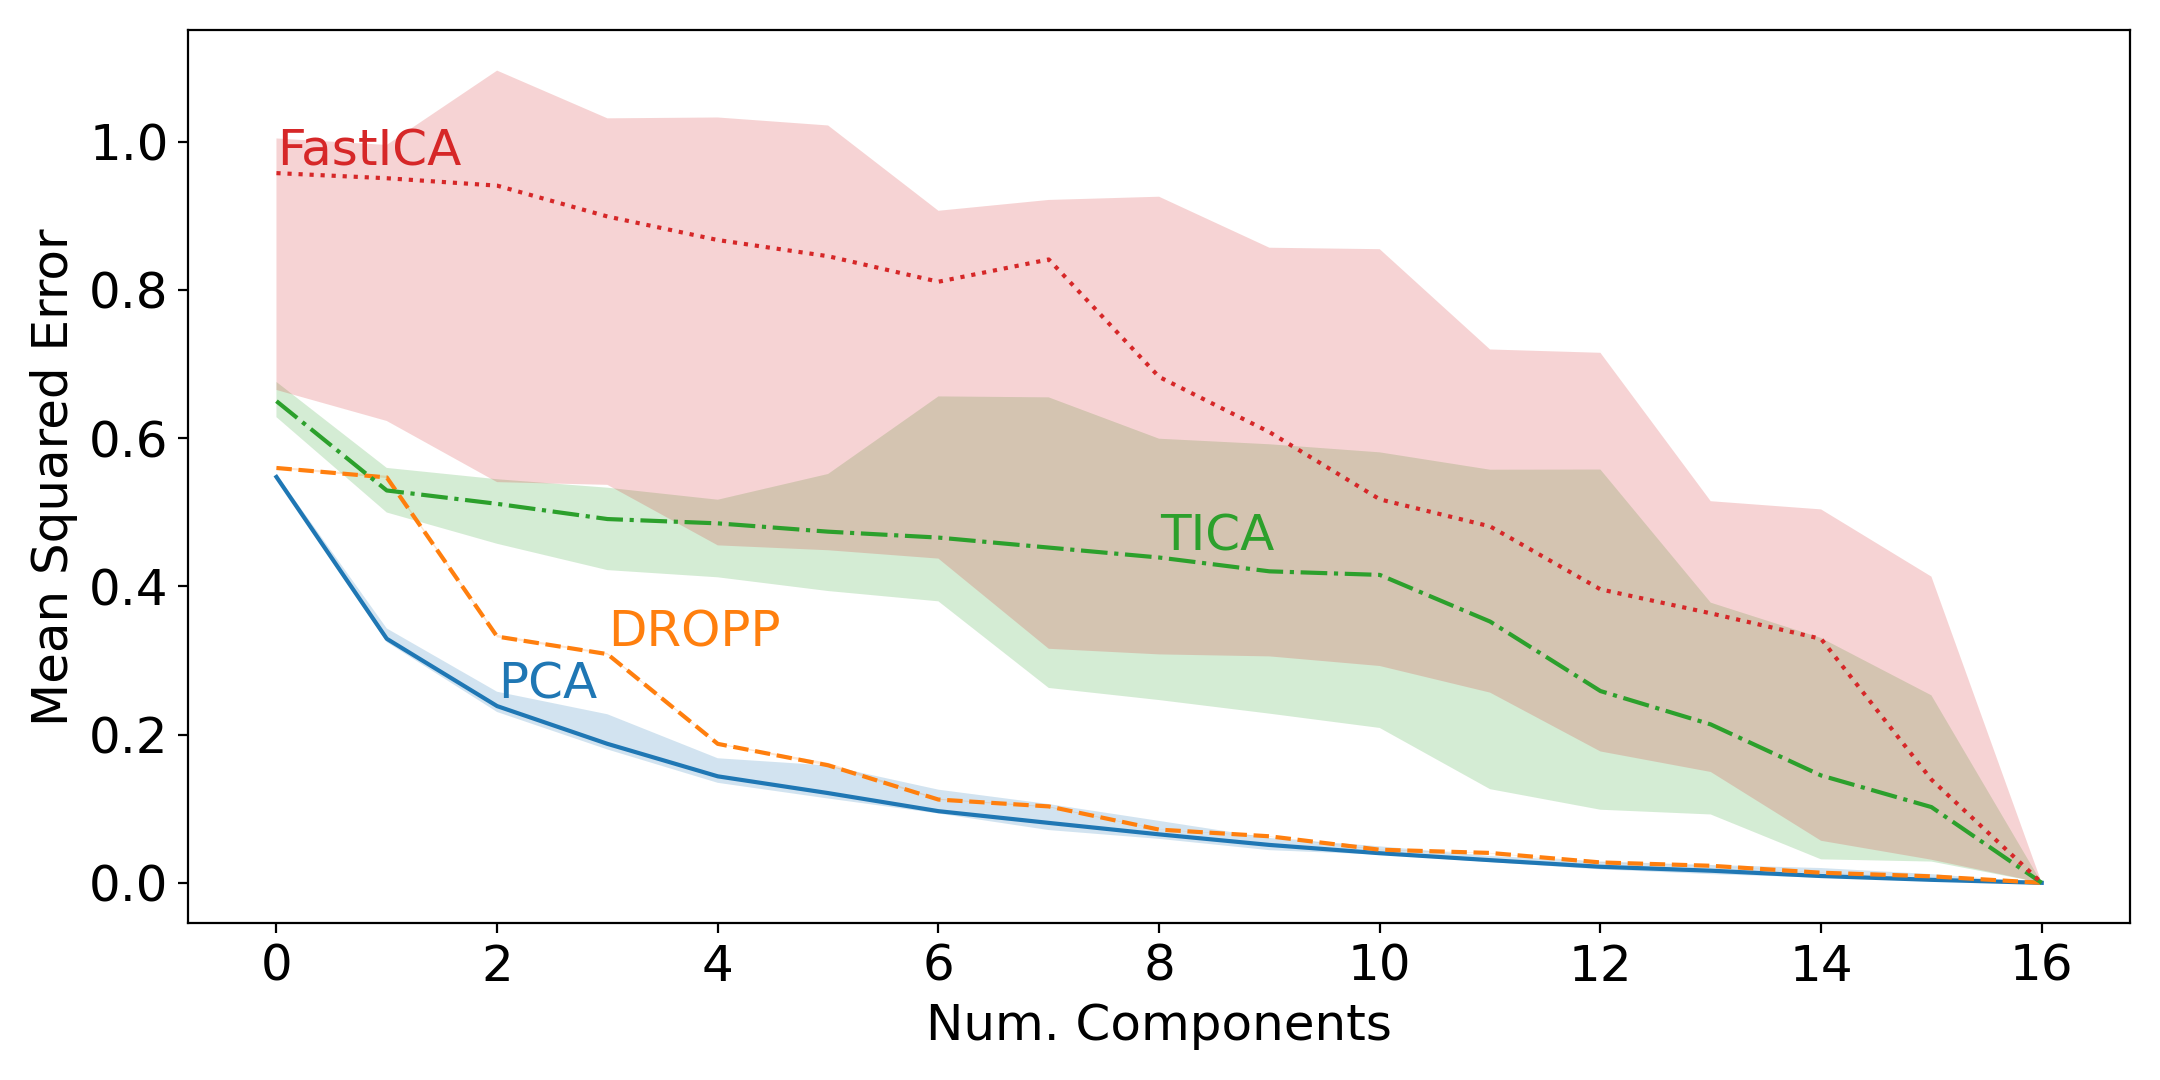 Mean Squared Error
1.0
0.8
0.6
0.4
0.2
0.0
FastICA
TICA
DROPP
PCA
0 2 4 6 8 10 12 14 16
Num. Components